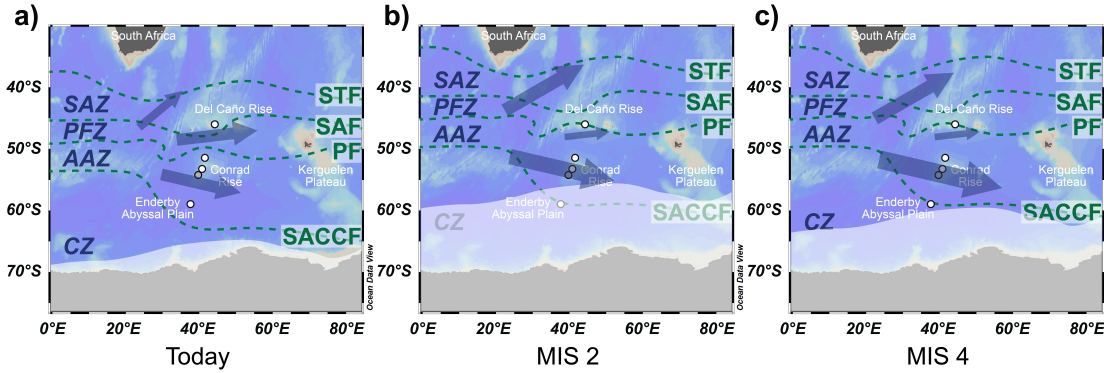 a)
South Africa
40°S
50°S
60°S
70°S
SAZ
PFZ
AAZ
CZ
STF
SAF
PF
SACCF
Del Caño Rise
Conrad
Rise
Kerguelen
Plateau
Enderby
Abyssal Plain
Ocean Data View
0°E 20°E 40°E 60°E 80°E
Today
b)
South Africa
40°S
50°S
60°S
70°S
SAZ
PFZ
AAZ
CZ
STF
SAF
PF
SACCF
Del Caño Rise
Conrad
Rise
Kerguelen
Plateau
Enderby
Abyssal Plain
Ocean Data View
0°E 20°E 40°E 60°E 80°E
MIS 2
c)
South Africa
40°S
50°S
60°S
70°S
SAZ
PFZ
AAZ
CZ
STF
SAF
PF
SACCF
Del Caño Rise
Conrad
Rise
Kerguelen
Plateau
Enderby
Abyssal Plain
Ocean Data View
0°E 20°E 40°E 60°E 80°E
MIS 4